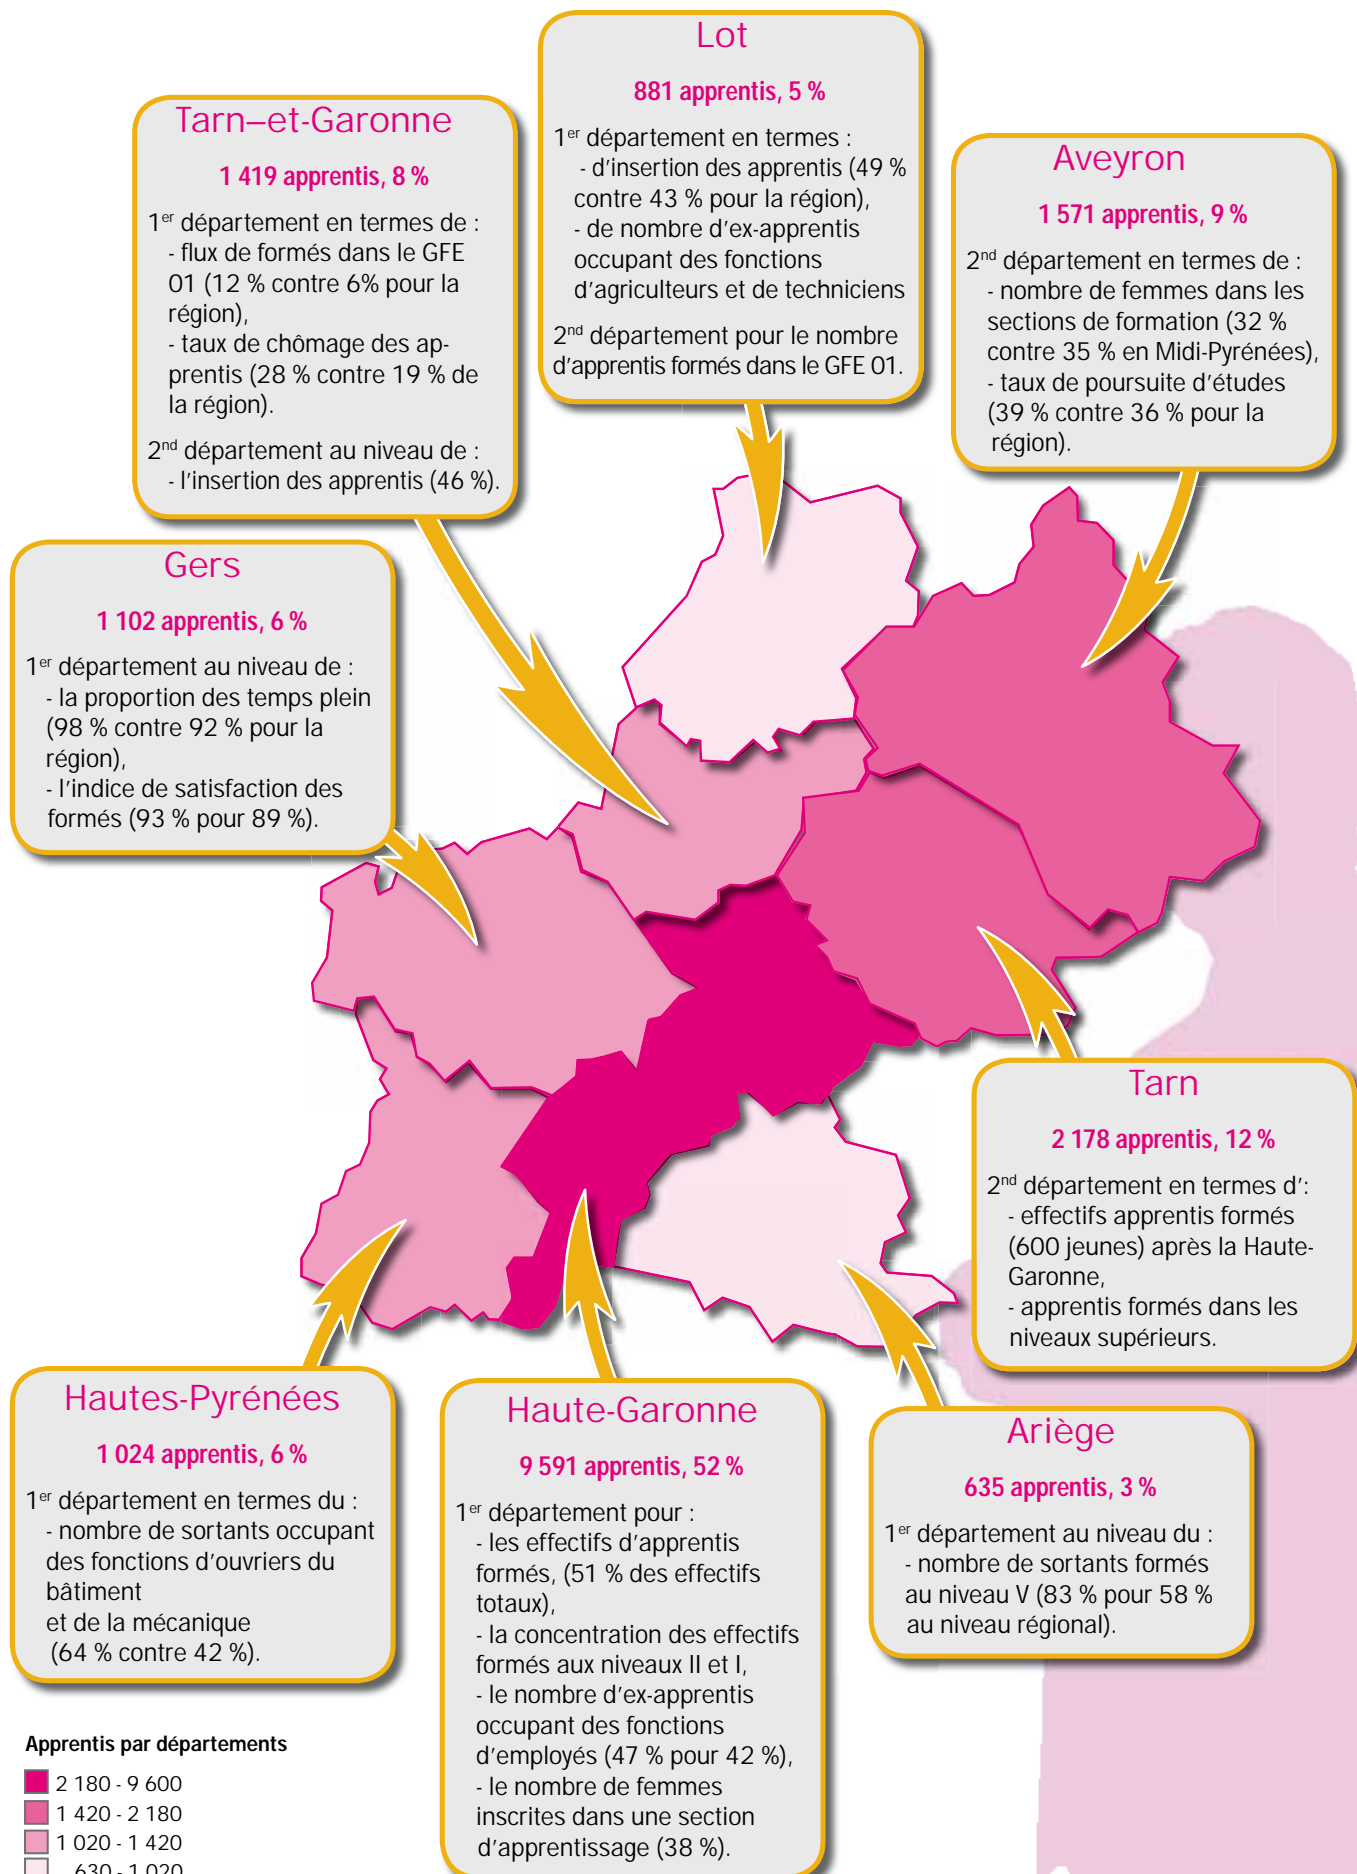 Lot
881 apprentis, 5 %
1er département en termes :
- d'insertion des apprentis (49 %
contre 43 % pour la région),
- de nombre d'ex-apprentis
occupant des fonctions
d'agriculteurs et de techniciens
2nd département pour le nombre
d'apprentis formés dans le GFE 01.
Tarn–et-Garonne
1 419 apprentis, 8 %
1er département en termes de :
- flux de formés dans le GFE
01 (12 % contre 6% pour la
région),
- taux de chômage des ap-
prentis (28 % contre 19 % de
la région).
2nd département au niveau de :
- l'insertion des apprentis (46 %).
Aveyron
1 571 apprentis, 9 %
2nd département en termes de :
- nombre de femmes dans les
sections de formation (32 %
contre 35 % en Midi-Pyrénées),
- taux de poursuite d'études
(39 % contre 36 % pour la
région).
Gers
1 102 apprentis, 6 %
1er département au niveau de :
- la proportion des temps plein
(98 % contre 92 % pour la
région),
- l'indice de satisfaction des
formés (93 % pour 89 %).
Tarn
2 178 apprentis, 12 %
2nd département en termes d':
- effectifs apprentis formés
(600 jeunes) après la Haute-
Garonne,
- apprentis formés dans les
niveaux supérieurs.
Hautes-Pyrénées
1 024 apprentis, 6 %
1er département en termes du :
- nombre de sortants occupant
des fonctions d'ouvriers du
bâtiment
et de la mécanique
(64 % contre 42 %).
Haute-Garonne
9 591 apprentis, 52 %
1er département pour :
- les effectifs d'apprentis
formés, (51 % des effectifs
totaux),
- la concentration des effectifs
formés aux niveaux II et I,
- le nombre d'ex-apprentis
occupant des fonctions
d'employés (47 % pour 42 %),
- le nombre de femmes
inscrites dans une section
d'apprentissage (38 %).
Ariège
635 apprentis, 3 %
1er département au niveau du :
- nombre de sortants formés
au niveau V (83 % pour 58 %
au niveau régional).
Apprentis par départements
2 180 - 9 600
1 420 - 2 180
1 020 - 1 420
630 - 1 020